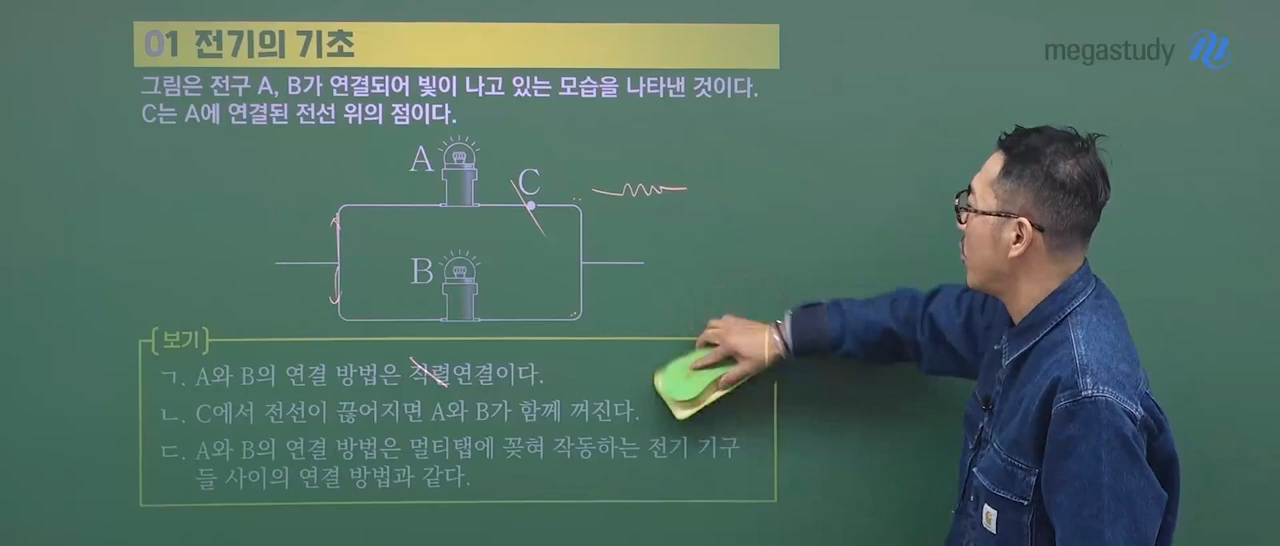 01 전기의 기초
megastudy
그림은 전구 A, B가 연결되어 빛이 나고 있는 모습을 나타낸 것이다.
C는 A에 연결된 전선 위의 점이다.
A
C
B
보기
ㄱ. A와 B의 연결 방법은 직렬연결이다.
ㄴ. C에서 전선이 끊어지면 A와 B가 함께 꺼진다.
ㄷ. A와 B의 연결 방법은 멀티탭에 꽂혀 작동하는 전기 기구
들 사이의 연결 방법과 같다.